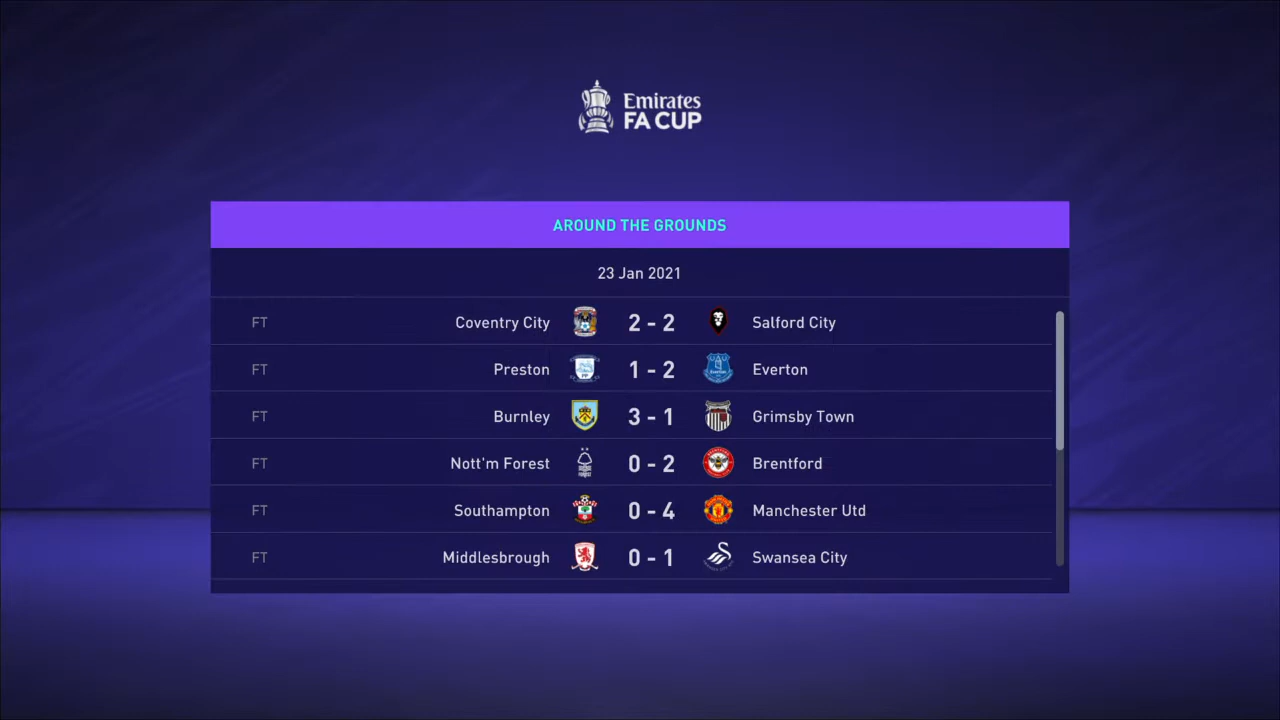 Emirates
FA CUP
AROUND THE GROUNDS
23 Jan 2021
FT Coventry City 2 - 2 Salford City
FT Preston 1 - 2 Everton
FT Burnley 3 - 1 Grimsby Town
FT Nott'm Forest 0 - 2 Brentford
FT Southampton 0 - 4 Manchester Utd
FT Middlesbrough 0 - 1 Swansea City